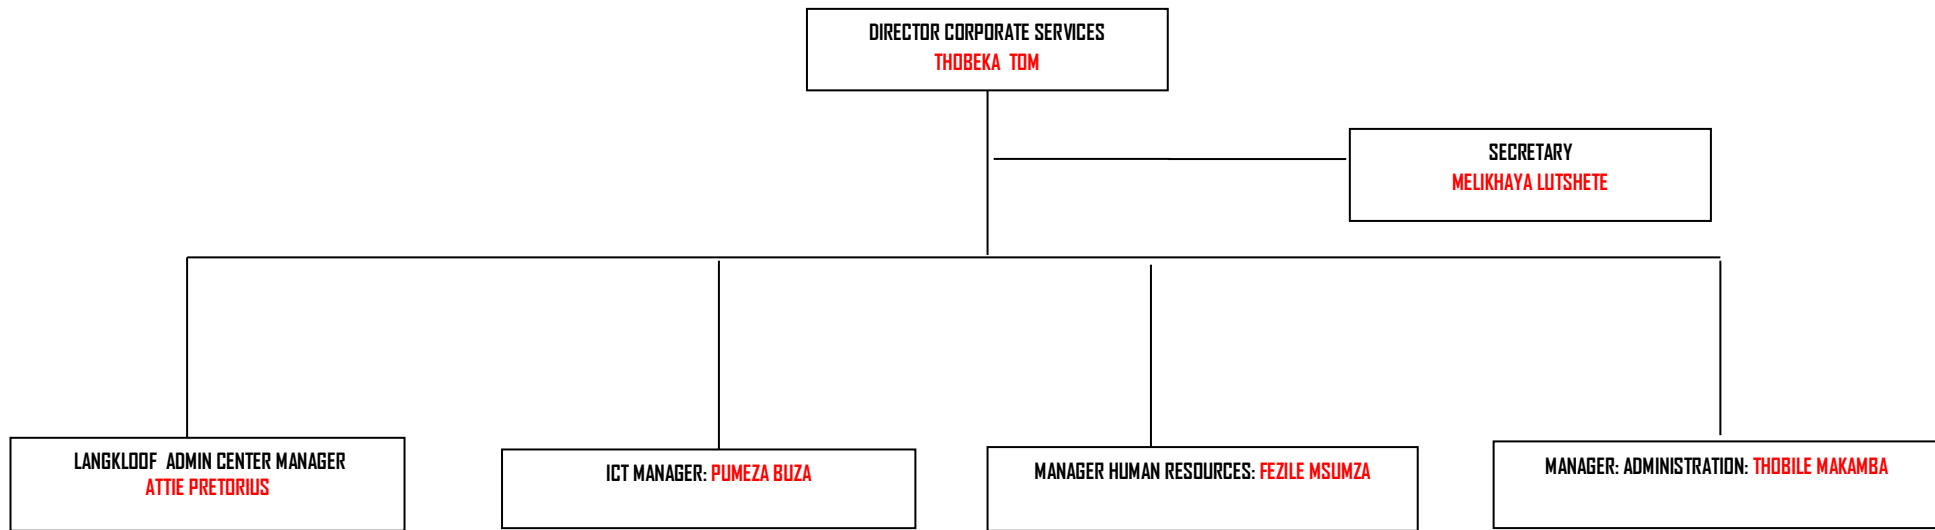 DIRECTOR CORPORATE SERVICES
THOBEKA TOM
SECRETARY
MELIKHAYA LUTSHETE
LANGKLOOF ADMIN CENTER MANAGER
ATTIE PRETORIUS
ICT MANAGER: PUMEZA BUZA
MANAGER HUMAN RESOURCES: FEZILE MSUMZA
MANAGER: ADMINISTRATION: THOBILE MAKAMBA